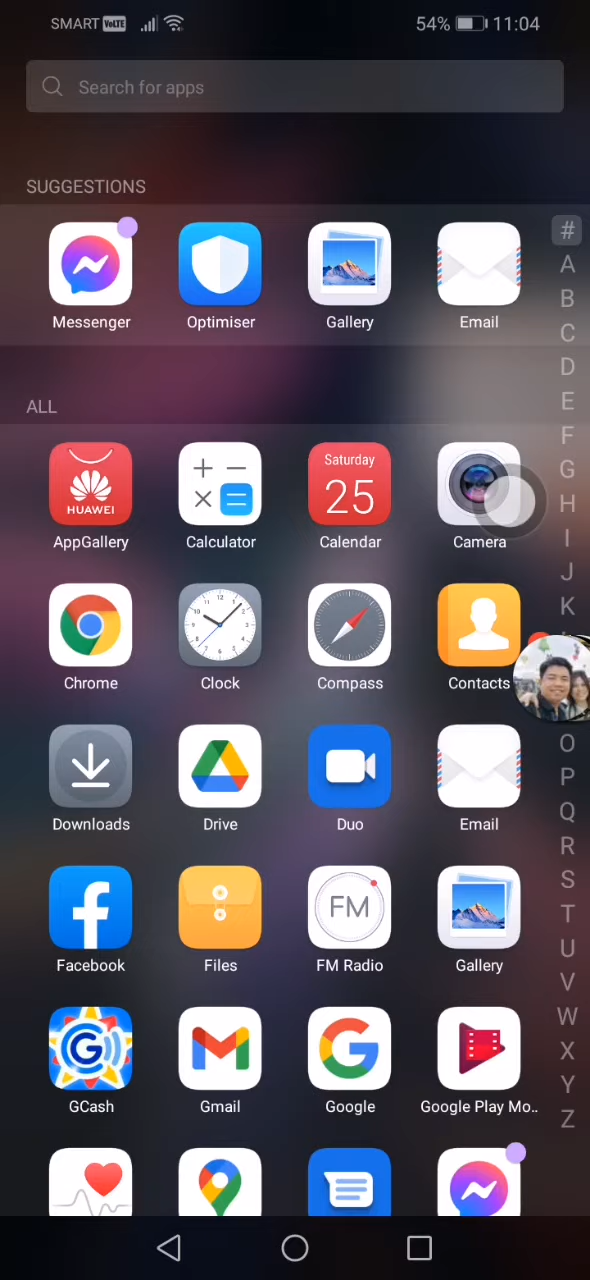 SMART VoLTE 54% 11:04
Search for apps
SUGGESTIONS
#
Messenger Optimiser Gallery Email
A
B
C
D
ALL
E
F
HUAWEI
Saturday
25
G
H
AppGallery Calculator Calendar Camera
I
J
K
12
Chrome Clock Compass Contacts
O
P
Downloads Drive Duo Email
Q
R
S
FM
T
U
Facebook Files FM Radio Gallery
V
W
X
GCash Gmail Google Google Play Mo..
Y
Z